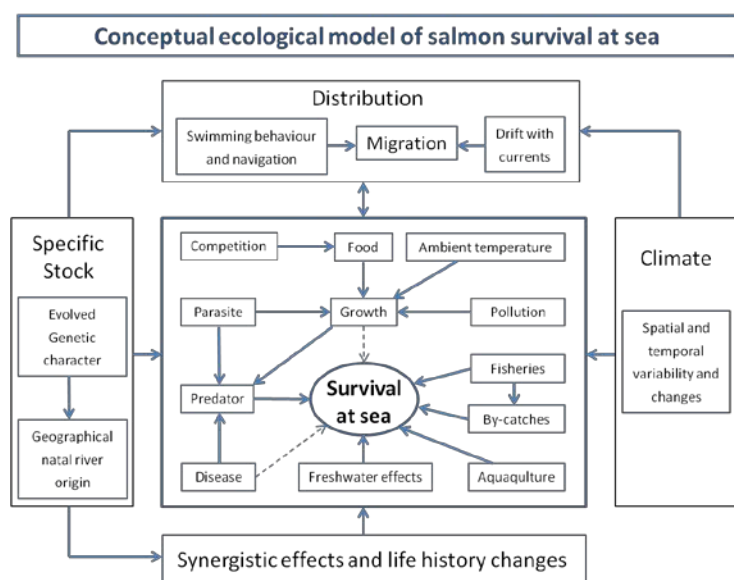 Conceptual ecological model of salmon survival at sea
Distribution
Swimming behaviour
and navigation
Migration
Drift with
currents
Specific
Stock
Evolved
Genetic
character
Geographical
natal river
origin
Competition
Food
Ambient temperature
Parasite
Growth
Pollution
Predator
Survival
at sea
Fisheries
By-catches
Disease
Freshwater effects
Aquaqulture
Climate
Spatial and
temporal
variability and
changes
Synergistic effects and life history changes